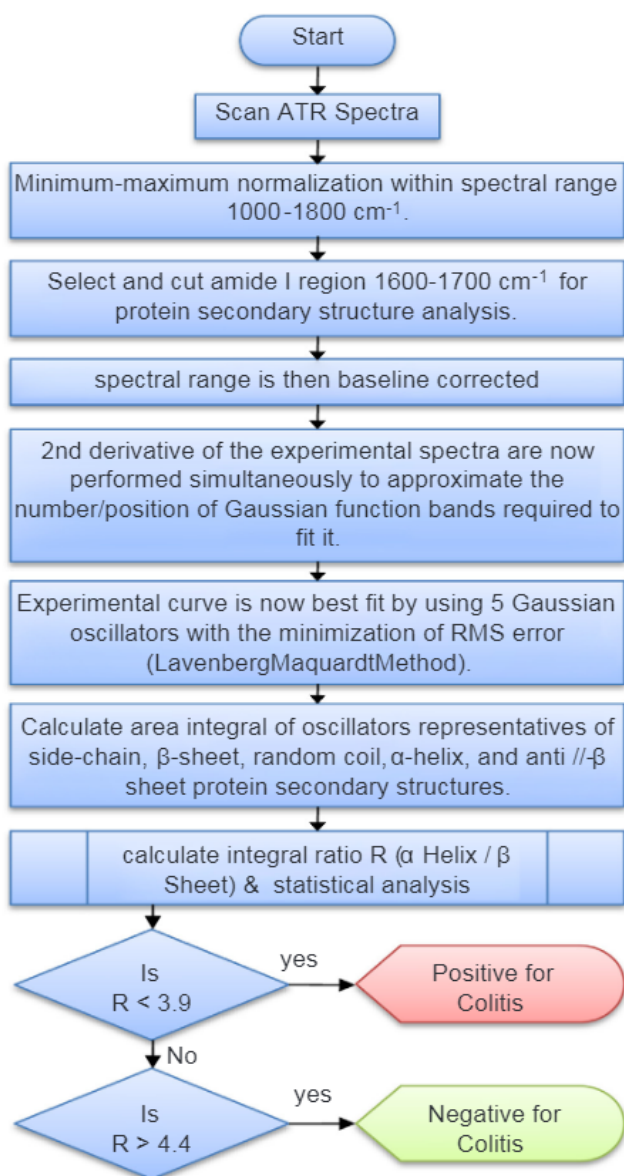 Start
Scan ATR Spectra
Minimum-maximum normalization within spectral range
1000-1800 cm⁻¹.
Select and cut amide I region 1600-1700 cm⁻¹ for
protein secondary structure analysis.
spectral range is then baseline corrected
2nd derivative of the experimental spectra are now
performed simultaneously to approximate the
number/position of Gaussian function bands required to
fit it.
Experimental curve is now best fit by using 5 Gaussian
oscillators with the minimization of RMS error
(LavenbergMaquardtMethod).
Calculate area integral of oscillators representatives of
side-chain, β-sheet, random coil, α-helix, and anti //-β
sheet protein secondary structures.
calculate integral ratio R (α Helix / β
Sheet) & statistical analysis
Is
R < 3.9
yes
Positive for
Colitis
No
Is
R > 4.4
yes
Negative for
Colitis